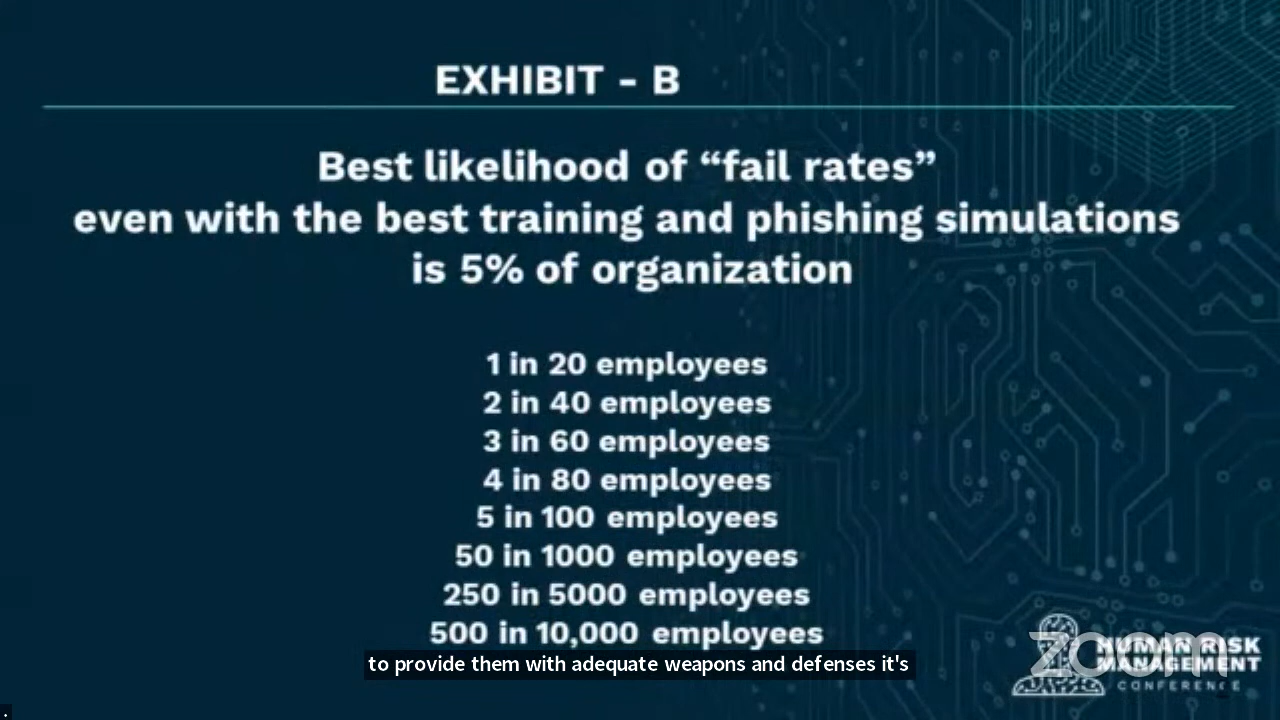 EXHIBIT - B
Best likelihood of “fail rates”
even with the best training and phishing simulations
is 5% of organization
1 in 20 employees
2 in 40 employees
3 in 60 employees
4 in 80 employees
5 in 100 employees
50 in 1000 employees
250 in 5000 employees
500 in 10,000 employees
to provide them with adequate weapons and defenses it's
zoom
HUMAN RISK
MANAGEMENT
CONFERENCE
.